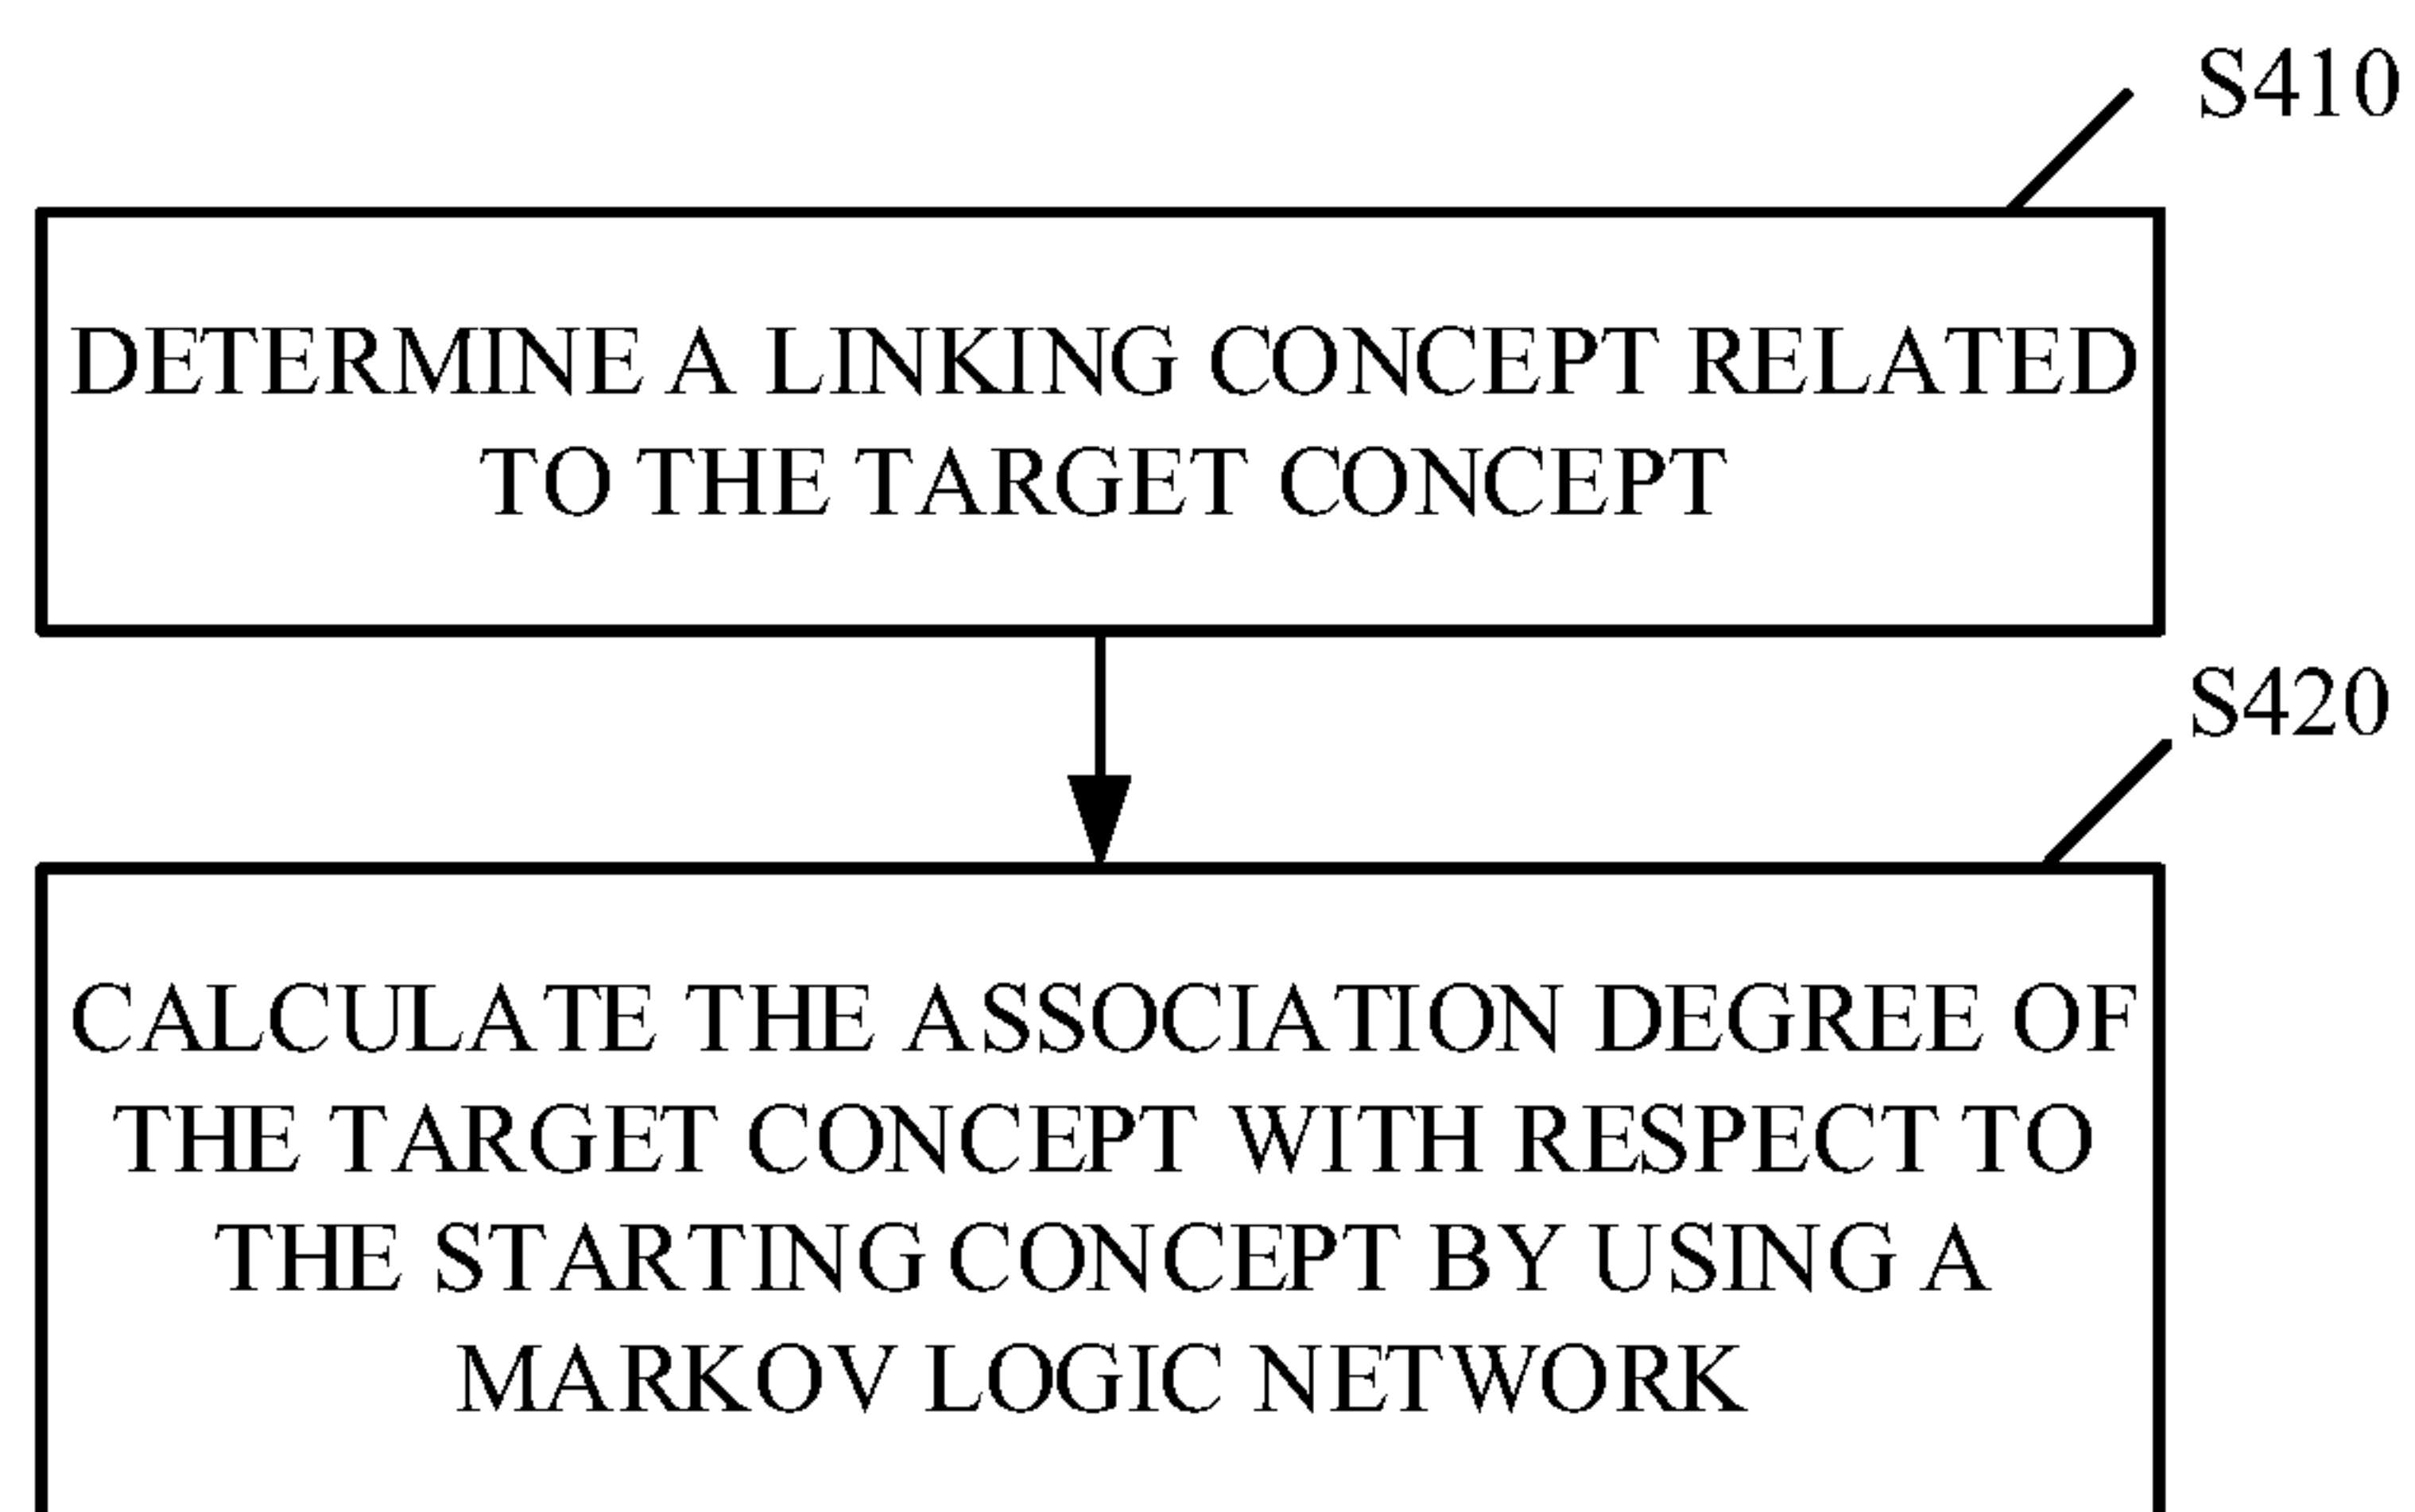 S410
DETERMINE A LINKING CONCEPT RELATED
TO THE TARGET CONCEPT
S420
CALCULATE THE ASSOCIATION DEGREE OF
THE TARGET CONCEPT WITH RESPECT TO
THE STARTING CONCEPT BY USING A
MARKOV LOGIC NETWORK